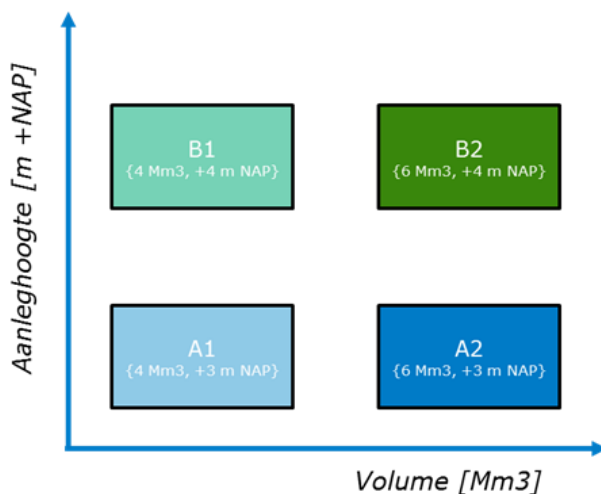 Aanleghoogte [m +NAP]
B1
{4 Mm3, +4 m NAP}
B2
{6 Mm3, +4 m NAP}
A1
{4 Mm3, +3 m NAP}
A2
{6 Mm3, +3 m NAP}
Volume [Mm3]